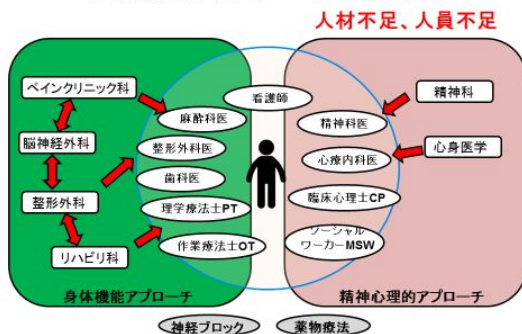 人材不足、人員不足
ペインクリニック科
脳神経外科
整形外科
リハビリ科
麻酔科医
整形外科医
歯科医
理学療法士PT
作業療法士OT
身体機能アプローチ
看護師
精神科医
心療内科医
臨床心理士CP
ソーシャル
ワーカーMSW
精神科
心身医学
精神心理的アプローチ
神経ブロック
薬物療法